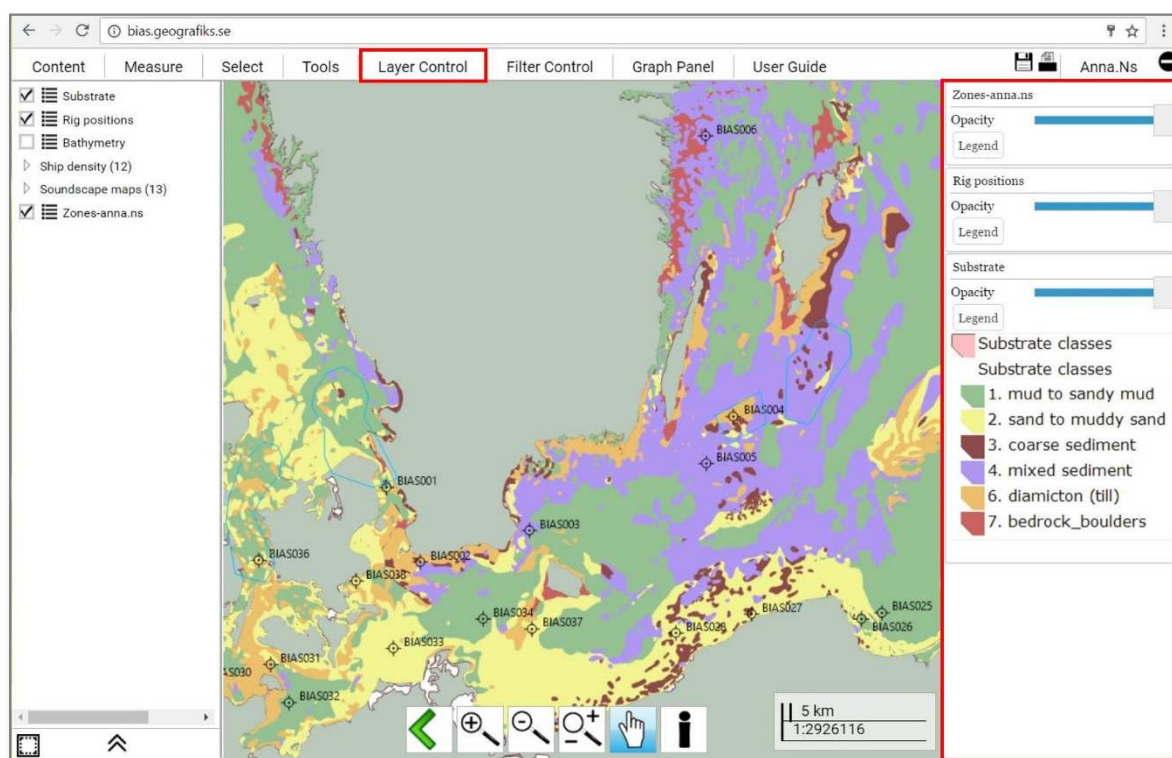 bias.geografiks.se
Content Measure Select Tools Layer Control Filter Control Graph Panel User Guide Anna.Ns
Substrate
Rig positions
Bathymetry
Ship density (12)
Soundscape maps (13)
Zones-anna.ns
BIAS006
BIAS004
BIAS005
BIAS001
BIAS003
BIAS036
BIAS002
BIAS038
BIAS034
BIAS037
BIAS027
BIAS025
BIAS026
BIAS028
BIAS033
BIAS031
AS030
BIAS032
5 km
1:2926116
Zones-anna.ns
Opacity
Legend
Rig positions
Opacity
Legend
Substrate
Opacity
Legend
Substrate classes
Substrate classes
1. mud to sandy mud
2. sand to muddy sand
3. coarse sediment
4. mixed sediment
6. diamicton (till)
7. bedrock_boulders